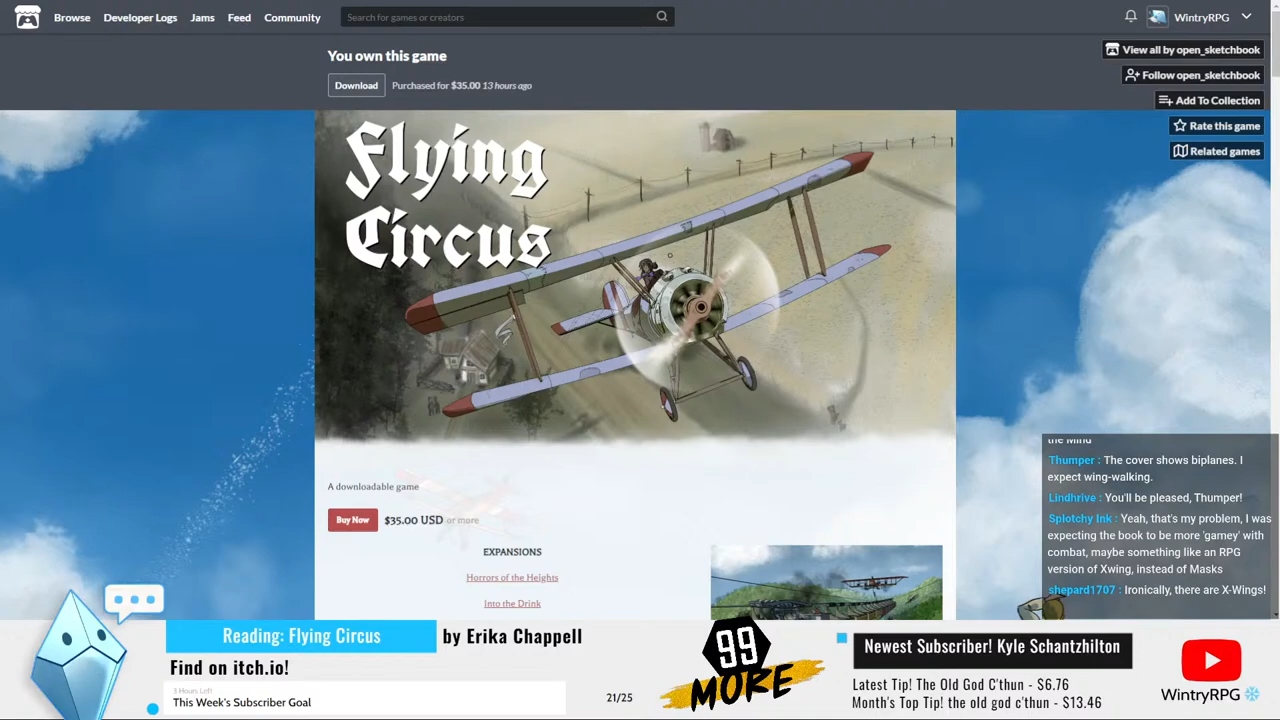 Browse Developer Logs Jams Feed Community Search for games or creators WintryRPG
You own this game
Download Purchased for $35.00 13 hours ago
View all by open_sketchbook
Follow open_sketchbook
Add To Collection
Rate this game
Related games
Flying
Circus
A downloadable game
Buy Now $35.00 USD or more
EXPANSIONS
Horrors of the Heights
Into the Drink
the Mind
Thumper : The cover shows biplanes. I
expect wing-walking.
Lindhrive : You'll be pleased, Thumper!
Splotchy Ink : Yeah, that's my problem, I was
expecting the book to be more 'gamey' with
combat, maybe something like an RPG
version of Xwing, instead of Masks
shepard1707 : Ironically, there are X-Wings!
Reading: Flying Circus by Erika Chappell
Find on itch.io!
3 Hours Left
This Week's Subscriber Goal 21/25
99
MORE
Newest Subscriber! Kyle Schantzhilton
Latest Tip! The Old God C'thun - $6.76
Month's Top Tip! the old god c'thun - $13.46
WintryRPG